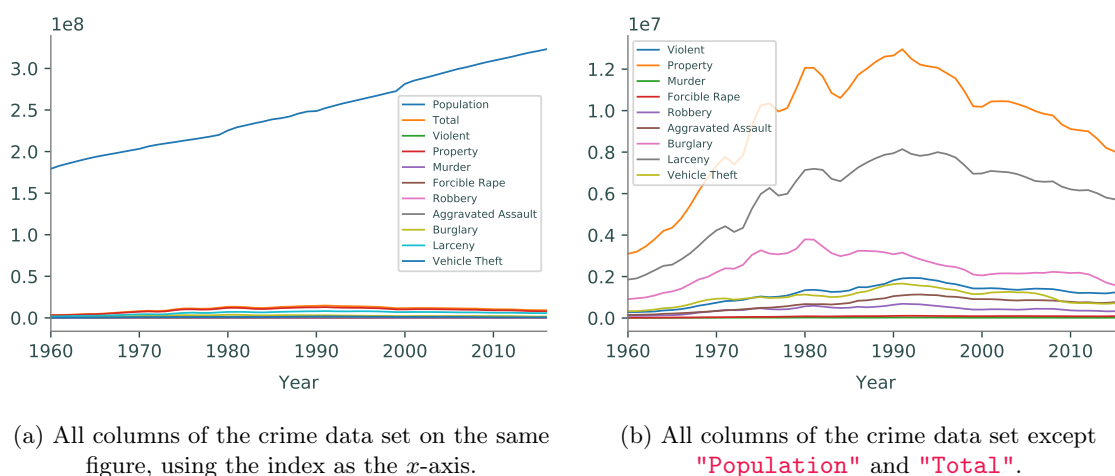 1e8
3.0
2.5
2.0
1.5
1.0
0.5
0.0
1960 1970 1980 1990 2000 2010
Year
Population
Total
Violent
Property
Murder
Forcible Rape
Robbery
Aggravated Assault
Burglary
Larceny
Vehicle Theft
(a) All columns of the crime data set on the same
figure, using the index as the x-axis.
1e7
1.2
1.0
0.8
0.6
0.4
0.2
0.0
1960 1970 1980 1990 2000 2010
Year
Violent
Property
Murder
Forcible Rape
Robbery
Aggravated Assault
Burglary
Larceny
Vehicle Theft
(b) All columns of the crime data set except
"Population" and "Total".